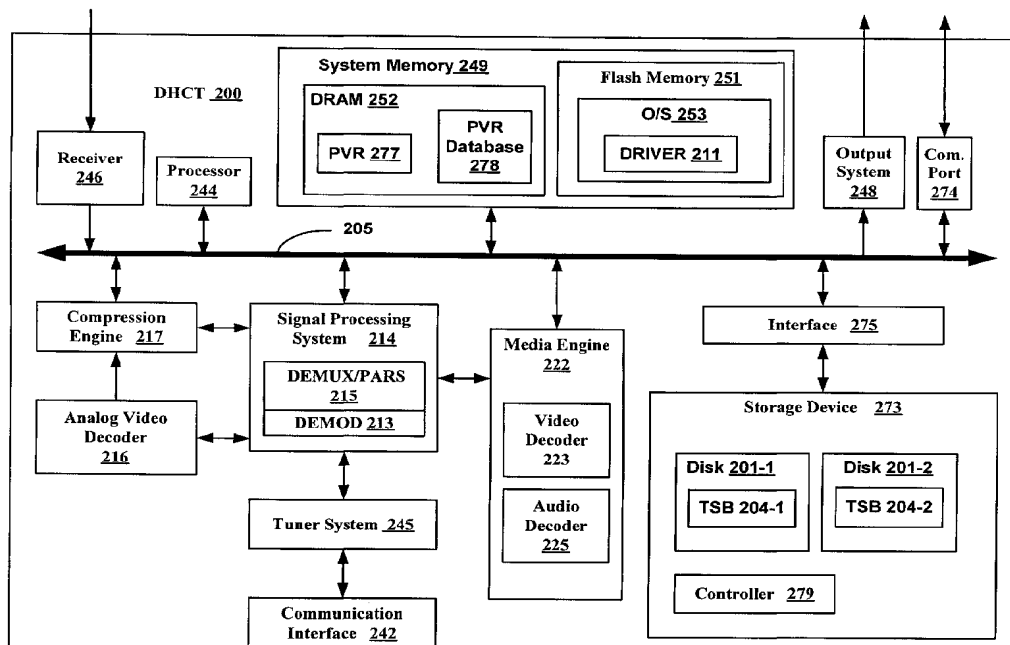 System Memory 249
Flash Memory 251
DHCT 200
DRAM 252
O/S 253
PVR
Database
278
PVR 277
DRIVER 211
Receiver
246
Processor
244
Output
System
248
Com.
Port
274
205
Compression
Engine 217
Signal Processing
System 214
DEMUX/PARS
215
DEMOD 213
Media Engine
222
Interface 275
Analog Video
Decoder
216
Video
Decoder
223
Storage Device 273
Disk 201-1
TSB 204-1
Disk 201-2
TSB 204-2
Tuner System 245
Audio
Decoder
225
Controller 279
Communication
Interface 242